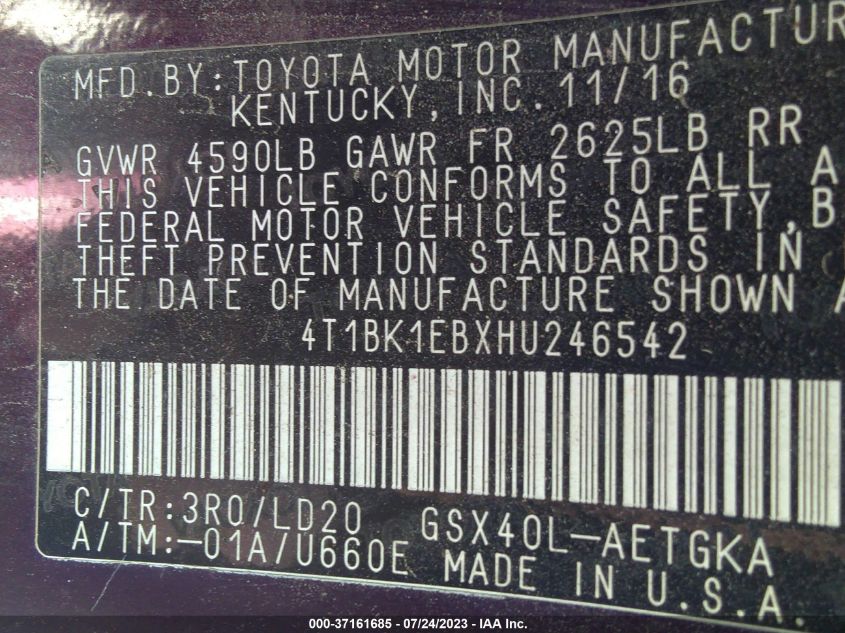 MFD.BY:TOYOTA MOTOR MANUFACTUR
KENTUCKY,INC. 11/16
GVWR 4590LB GAWR FR 2625LB RR
THIS VEHICLE CONFORMS TO ALL A
FEDERAL MOTOR VEHICLE SAFETY,B
THEFT PREVENTION STANDARDS IN
THE DATE OF MANUFACTURE SHOWN A
4T1BK1EBXHU246542
C/TR:3R0/LD20 GSX40L-AETGKA
A/TM:-01A/U660E MADE IN U.S.A.
000-37161685 / 07/24/2023 - IAA Inc.